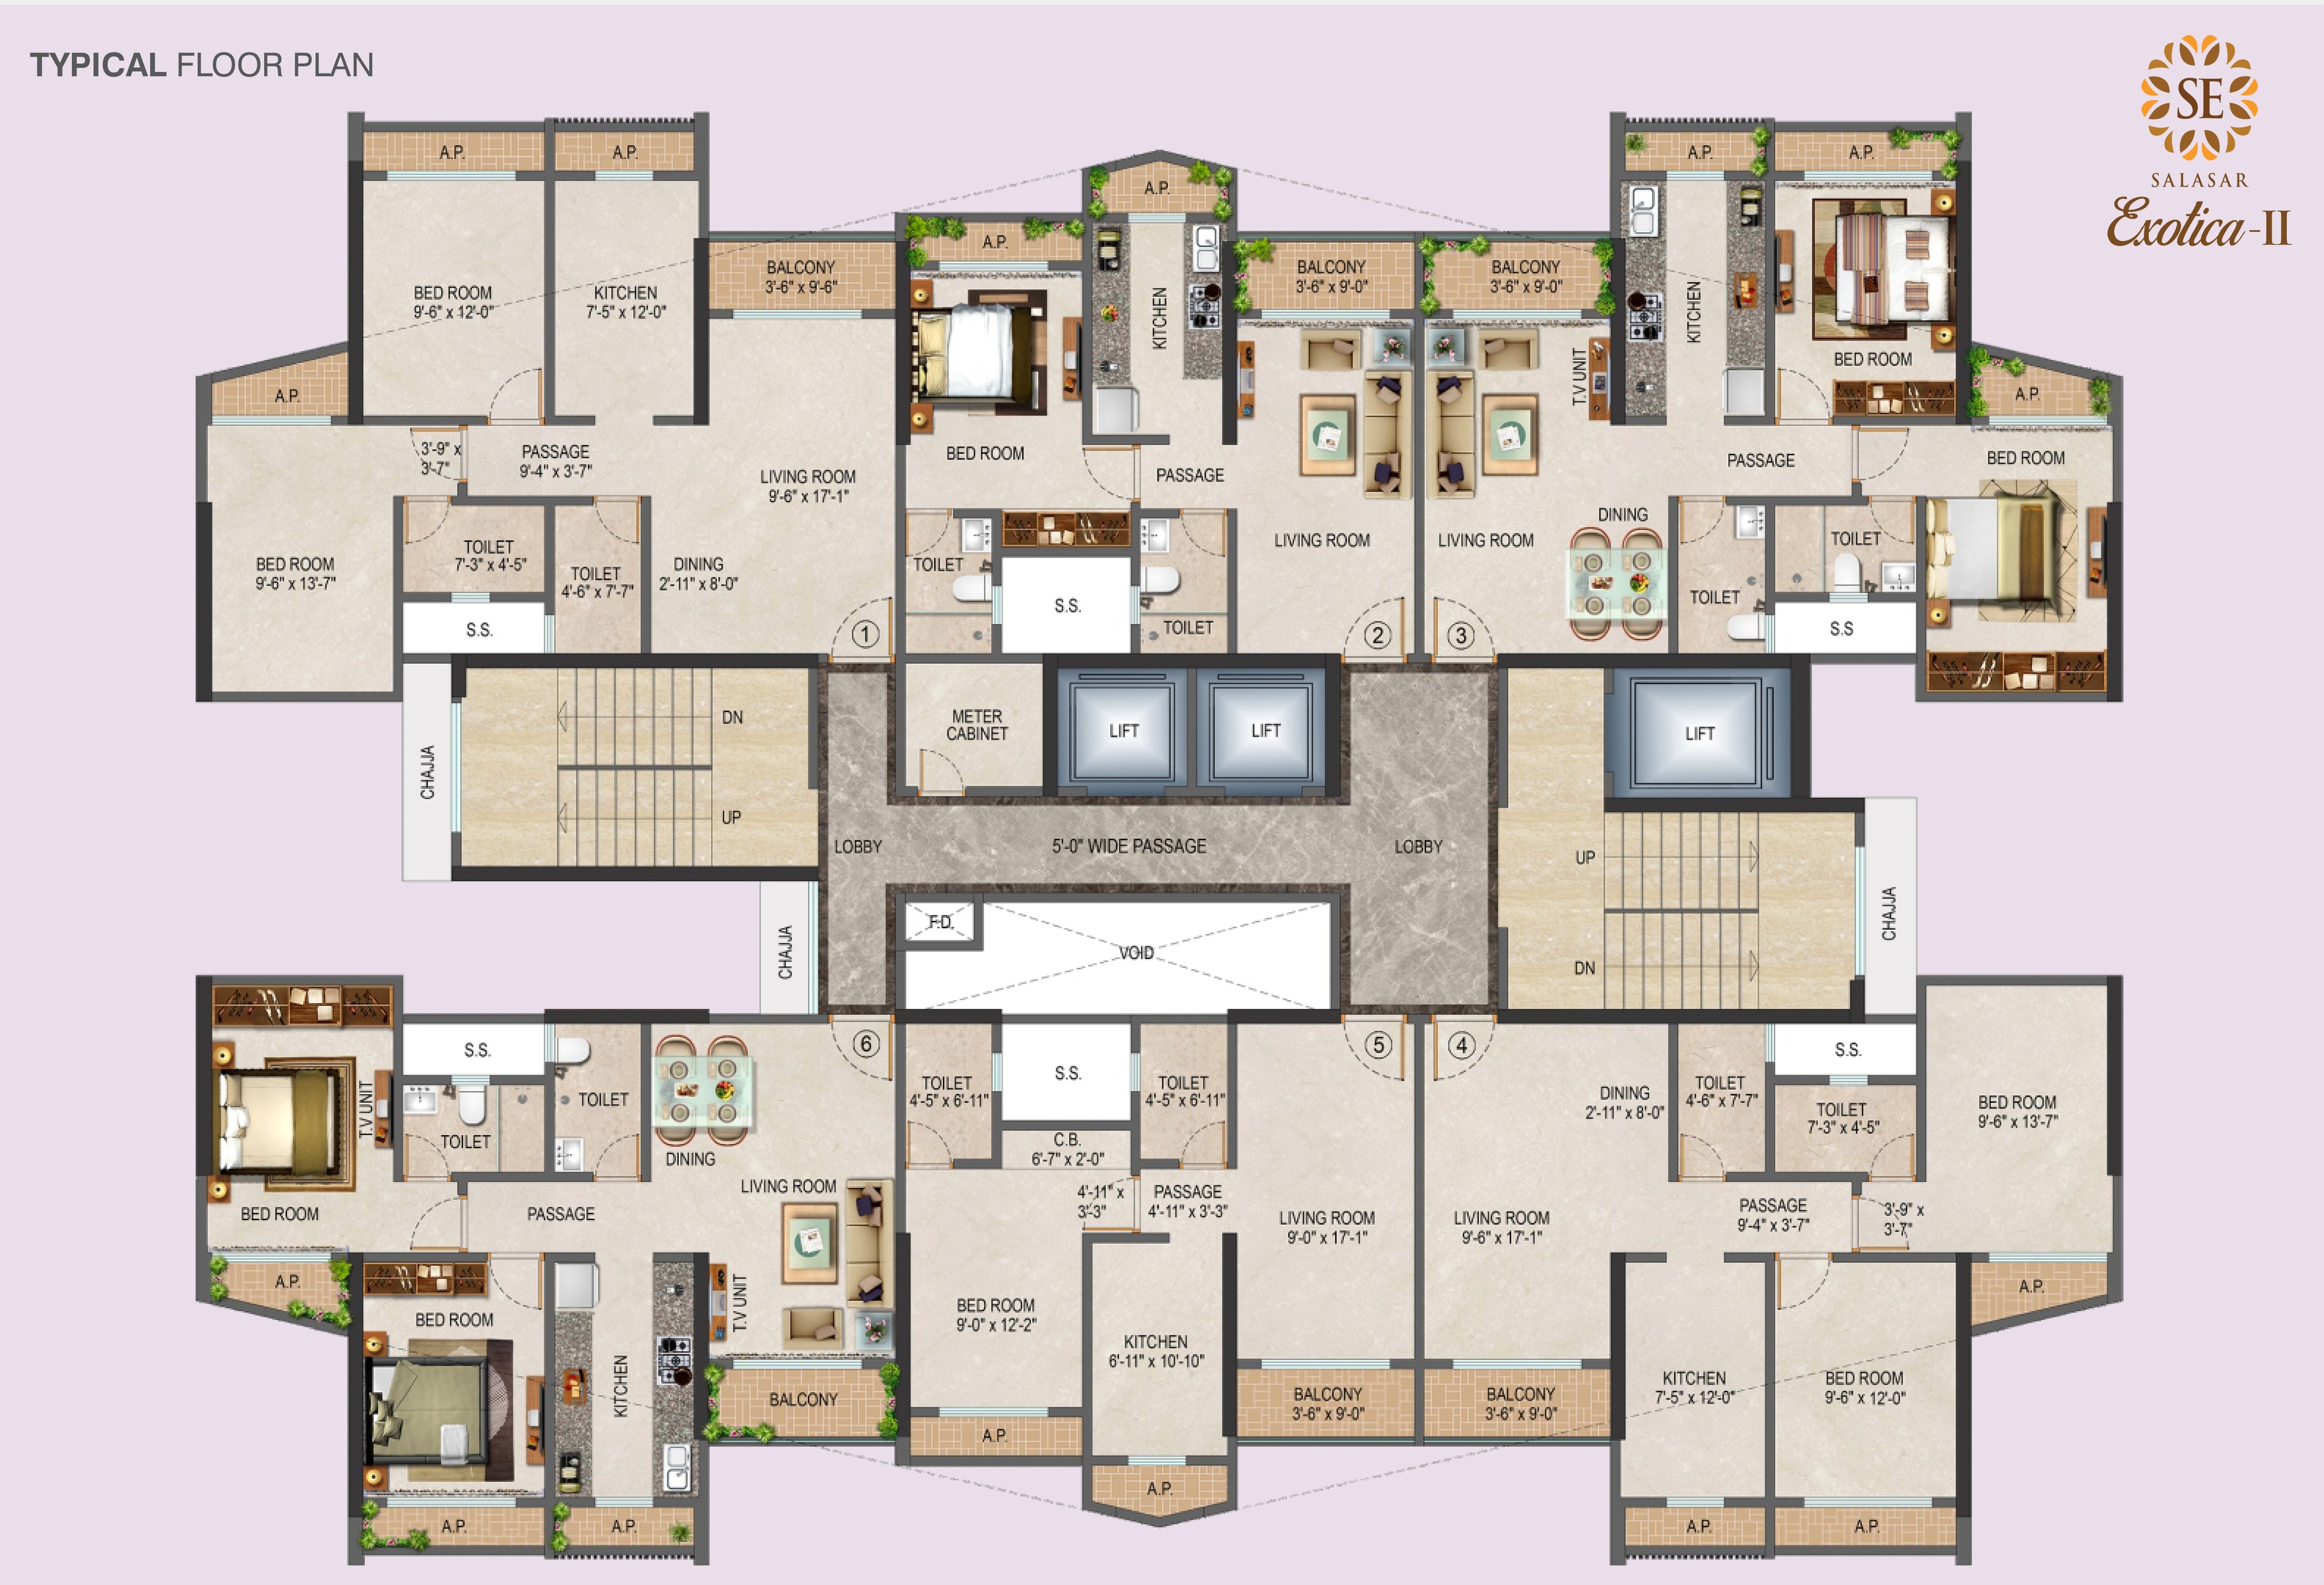 TYPICAL FLOOR PLAN
SE
SALASAR
Exotica-II
A.P.
A.P.
BED ROOM
9'-6" x 12'-0"
KITCHEN
7'-5" x 12'-0"
BALCONY
3'-6" x 9'-6"
A.P.
3'-9" x
3'-7"
PASSAGE
9'-4" x 3'-7"
LIVING ROOM
9'-6" x 17'-1"
BED ROOM
9'-6" x 13'-7"
TOILET
7'-3" x 4'-5"
TOILET
4'-6" x 7'-7"
DINING
2'-11" x 8'-0"
S.S.
1
A.P.
A.P.
KITCHEN
BALCONY
3'-6" x 9'-0"
BED ROOM
PASSAGE
LIVING ROOM
TOILET
S.S.
TOILET
2
BALCONY
3'-6" x 9'-0"
A.P.
A.P.
T.V UNIT
KITCHEN
BED ROOM
A.P.
PASSAGE
BED ROOM
DINING
LIVING ROOM
TOILET
TOILET
S.S
3
CHAJJA
DN
UP
METER
CABINET
LIFT
LIFT
LIFT
LOBBY
5'-0" WIDE PASSAGE
LOBBY
UP
DN
CHAJJA
CHAJJA
F.D.
VOID
S.S.
TOILET
T.V UNIT
TOILET
DINING
6
LIVING ROOM
BED ROOM
PASSAGE
A.P.
BED ROOM
KITCHEN
T.V UNIT
BALCONY
A.P.
A.P.
TOILET
4'-5" x 6'-11"
S.S.
TOILET
4'-5" x 6'-11"
5
C.B.
6'-7" x 2'-0"
4'-11" x
3'-3"
PASSAGE
4'-11" x 3'-3"
LIVING ROOM
9'-0" x 17'-1"
BED ROOM
9'-0" x 12'-2"
KITCHEN
6'-11" x 10'-10"
BALCONY
3'-6" x 9'-0"
A.P.
A.P.
4
DINING
2'-11" x 8'-0"
TOILET
4'-6" x 7'-7"
S.S.
TOILET
7'-3" x 4'-5"
BED ROOM
9'-6" x 13'-7"
LIVING ROOM
9'-6" x 17'-1"
PASSAGE
9'-4" x 3'-7"
3'-9" x
3'-7"
A.P.
BALCONY
3'-6" x 9'-0"
KITCHEN
7'-5" x 12'-0"
BED ROOM
9'-6" x 12'-0"
A.P.
A.P.